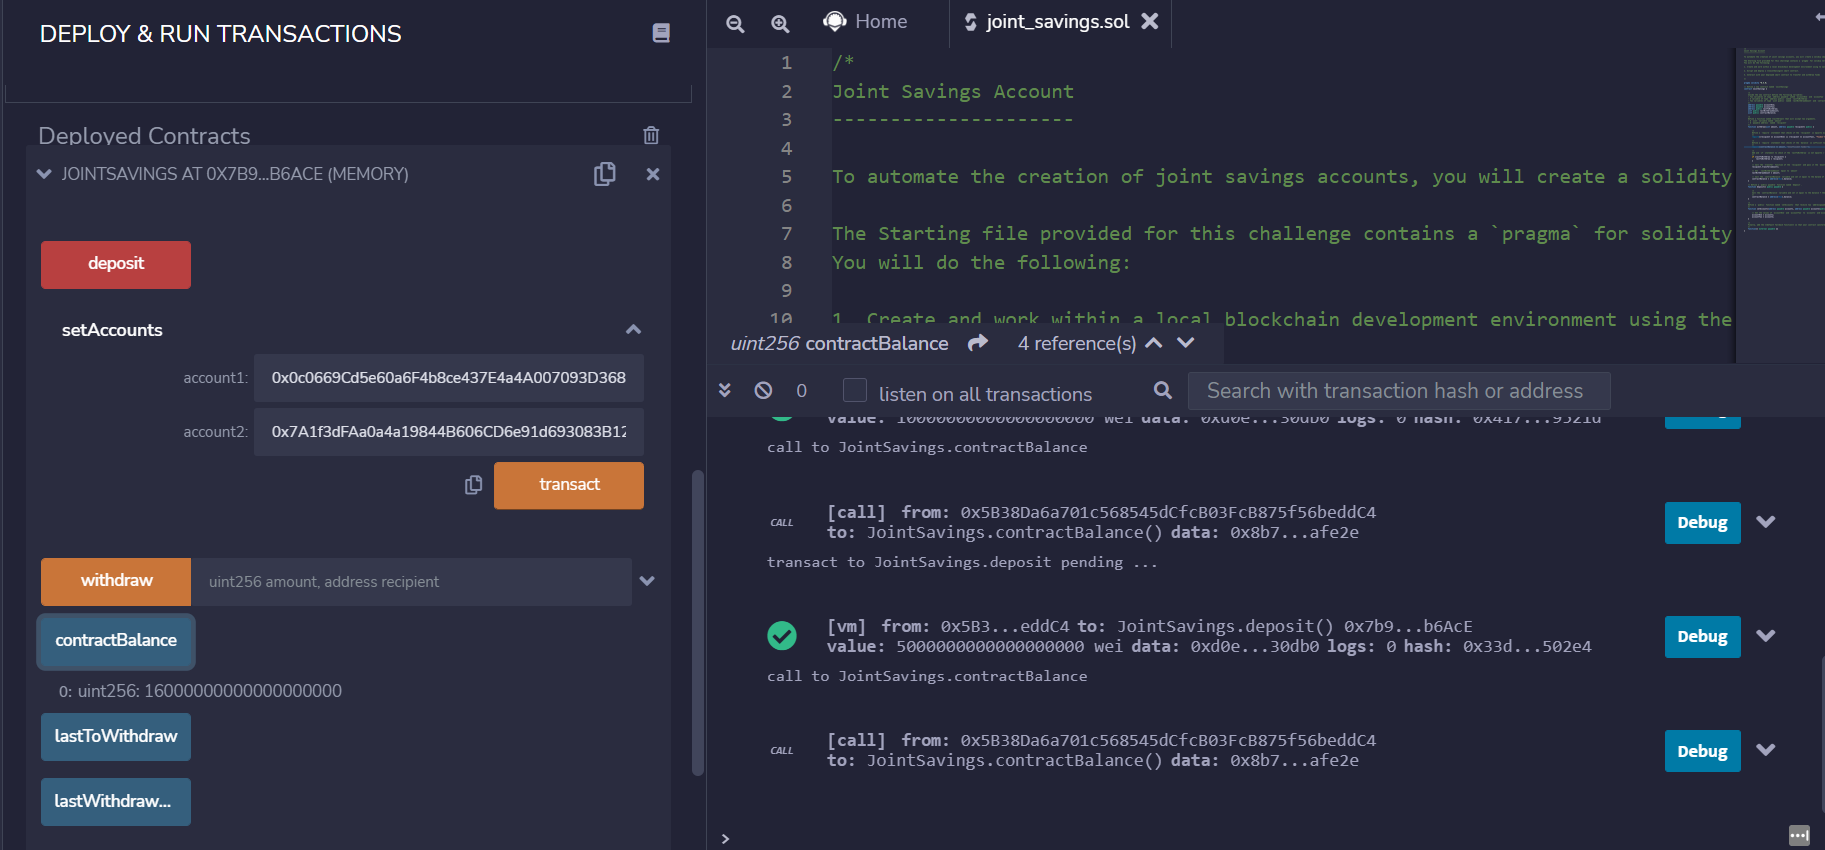 DEPLOY & RUN TRANSACTIONS
Deployed Contracts
JOINTSAVINGS AT 0X7B9...B6ACE (MEMORY)
deposit
setAccounts
account1: 0x0c0669Cd5e60a6F4b8ce437E4a4A007093D368
account2: 0x7A1f3dFAa0a4a19844B606CD6e91d693083B12
transact
withdraw uint256 amount, address recipient
contractBalance
0: uint256: 16000000000000000000
lastToWithdraw
lastWithdraw...
Home joint_savings.sol
1 /*
2 Joint Savings Account
3 ---------------------
4
5 To automate the creation of joint savings accounts, you will create a solidity
6
7 The Starting file provided for this challenge contains a `pragma` for solidity
8 You will do the following:
9
10 1. Create and work within a local blockchain development environment using the
uint256 contractBalance 4 reference(s)
0 listen on all transactions Search with transaction hash or address
wei data: 0xd0e...30db0 logs: 0 hash: 0x417...9521d
call to JointSavings.contractBalance
CALL [call] from: 0x5B38Da6a701c568545dCfcB03FcB875f56beddC4
to: JointSavings.contractBalance() data: 0x8b7...afe2e
Debug
transact to JointSavings.deposit pending ...
[vm] from: 0x5B3...eddC4 to: JointSavings.deposit() 0x7b9...b6AcE
value: 5000000000000000000 wei data: 0xd0e...30db0 logs: 0 hash: 0x33d...502e4
Debug
call to JointSavings.contractBalance
CALL [call] from: 0x5B38Da6a701c568545dCfcB03FcB875f56beddC4
to: JointSavings.contractBalance() data: 0x8b7...afe2e
Debug
>